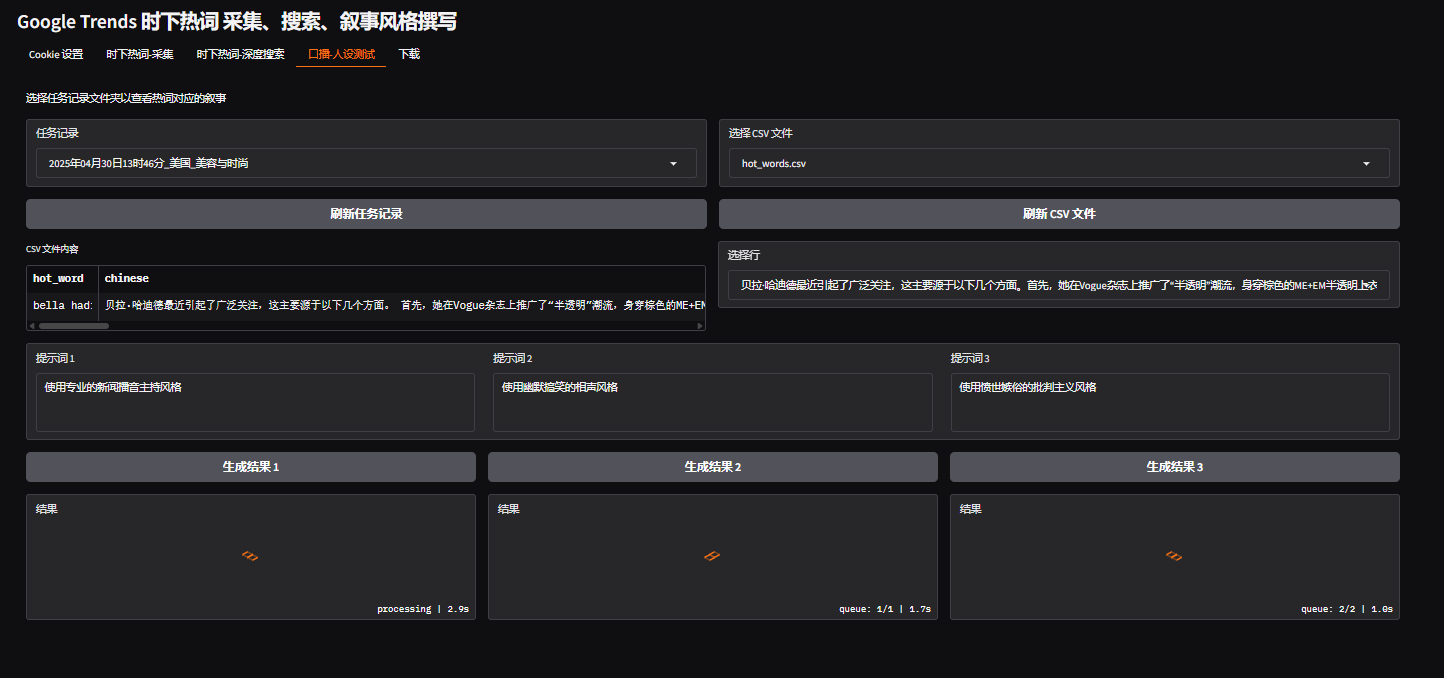 Google Trends 时下热词 采集、搜索、叙事风格撰写
Cookie 设置 时下热词-采集 时下热词-深度搜索 口播-人设测试 下载
选择任务记录文件夹以查看热词对应的叙事
任务记录
2025年04月30日13时46分_美国_美容与时尚
选择 CSV 文件
hot_words.csv
刷新任务记录
刷新 CSV 文件
CSV 文件内容
hot_word chinese
bella had: 贝拉·哈迪德最近引起了广泛关注，这主要源于以下几个方面。 首先，她在Vogue杂志上推广了“半透明”潮流，身穿棕色的ME+EM
选择行
贝拉·哈迪德最近引起了广泛关注，这主要源于以下几个方面。首先，她在Vogue杂志上推广了“半透明”潮流，身穿棕色的ME+EM半透明上衣
提示词 1
使用专业的新闻播音主持风格
提示词 2
使用幽默搞笑的相声风格
提示词 3
使用愤世嫉俗的批判主义风格
生成结果 1
生成结果 2
生成结果 3
结果
processing | 2.9s
结果
queue: 1/1 | 1.7s
结果
queue: 2/2 | 1.0s